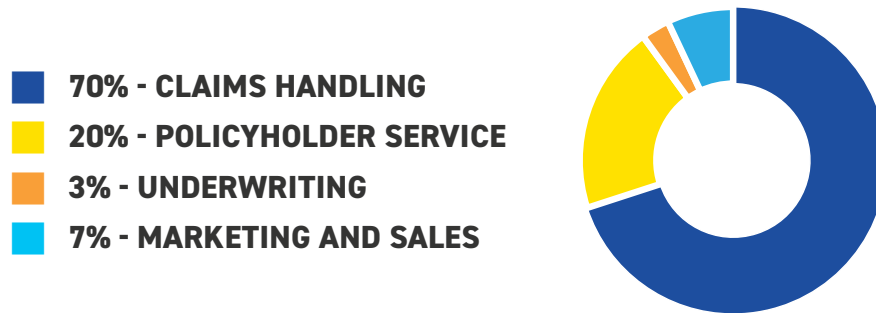 70% - CLAIMS HANDLING
20% - POLICYHOLDER SERVICE
3% - UNDERWRITING
7% - MARKETING AND SALES